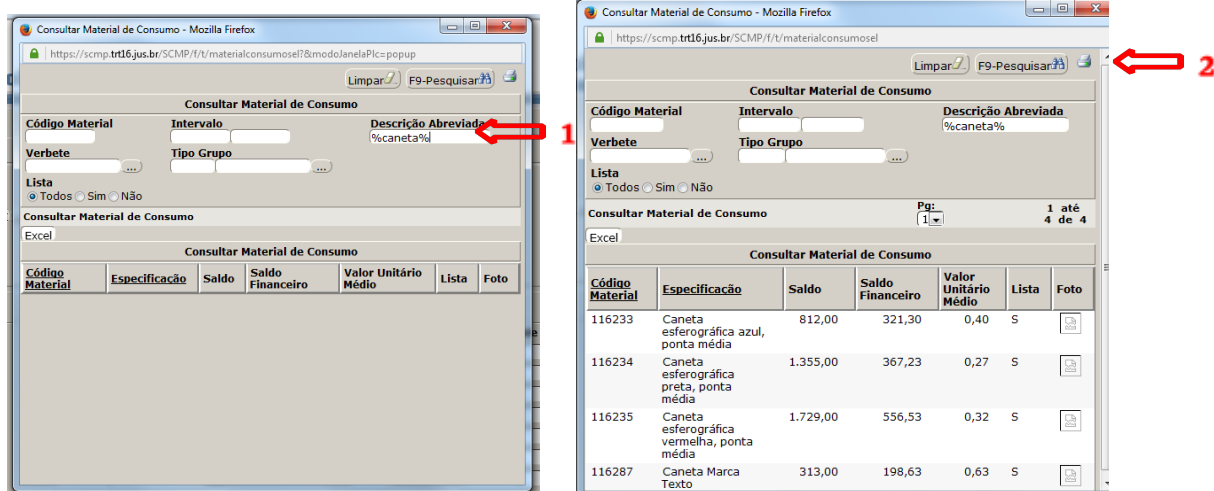 Consultar Material de Consumo - Mozilla Firefox
https://scmp.trt16.jus.br/SCMP/f/t/materialconsumosel?&modoJanelaPlc=popup
Limpar F9-Pesquisar
Consultar Material de Consumo
Código Material Intervalo Descrição Abreviada
%caneta%
1
Verbete Tipo Grupo
... ...
Lista
Todos Sim Não
Consultar Material de Consumo
Excel
Consultar Material de Consumo
Código Material Especificação Saldo Saldo Financeiro Valor Unitário Médio Lista Foto
Consultar Material de Consumo - Mozilla Firefox
https://scmp.trt16.jus.br/SCMP/f/t/materialconsumosel
Limpar F9-Pesquisar
2
Consultar Material de Consumo
Código Material Intervalo Descrição Abreviada
%caneta%
Verbete Tipo Grupo
... ...
Lista
Todos Sim Não
Consultar Material de Consumo Pg: 1 1 até 4 de 4
Excel
Consultar Material de Consumo
Código Material Especificação Saldo Saldo Financeiro Valor Unitário Médio Lista Foto
116233 Caneta esferográfica azul, ponta média 812,00 321,30 0,40 S
116234 Caneta esferográfica preta, ponta média 1.355,00 367,23 0,27 S
116235 Caneta esferográfica vermelha, ponta média 1.729,00 556,53 0,32 S
116287 Caneta Marca Texto 313,00 198,63 0,63 S